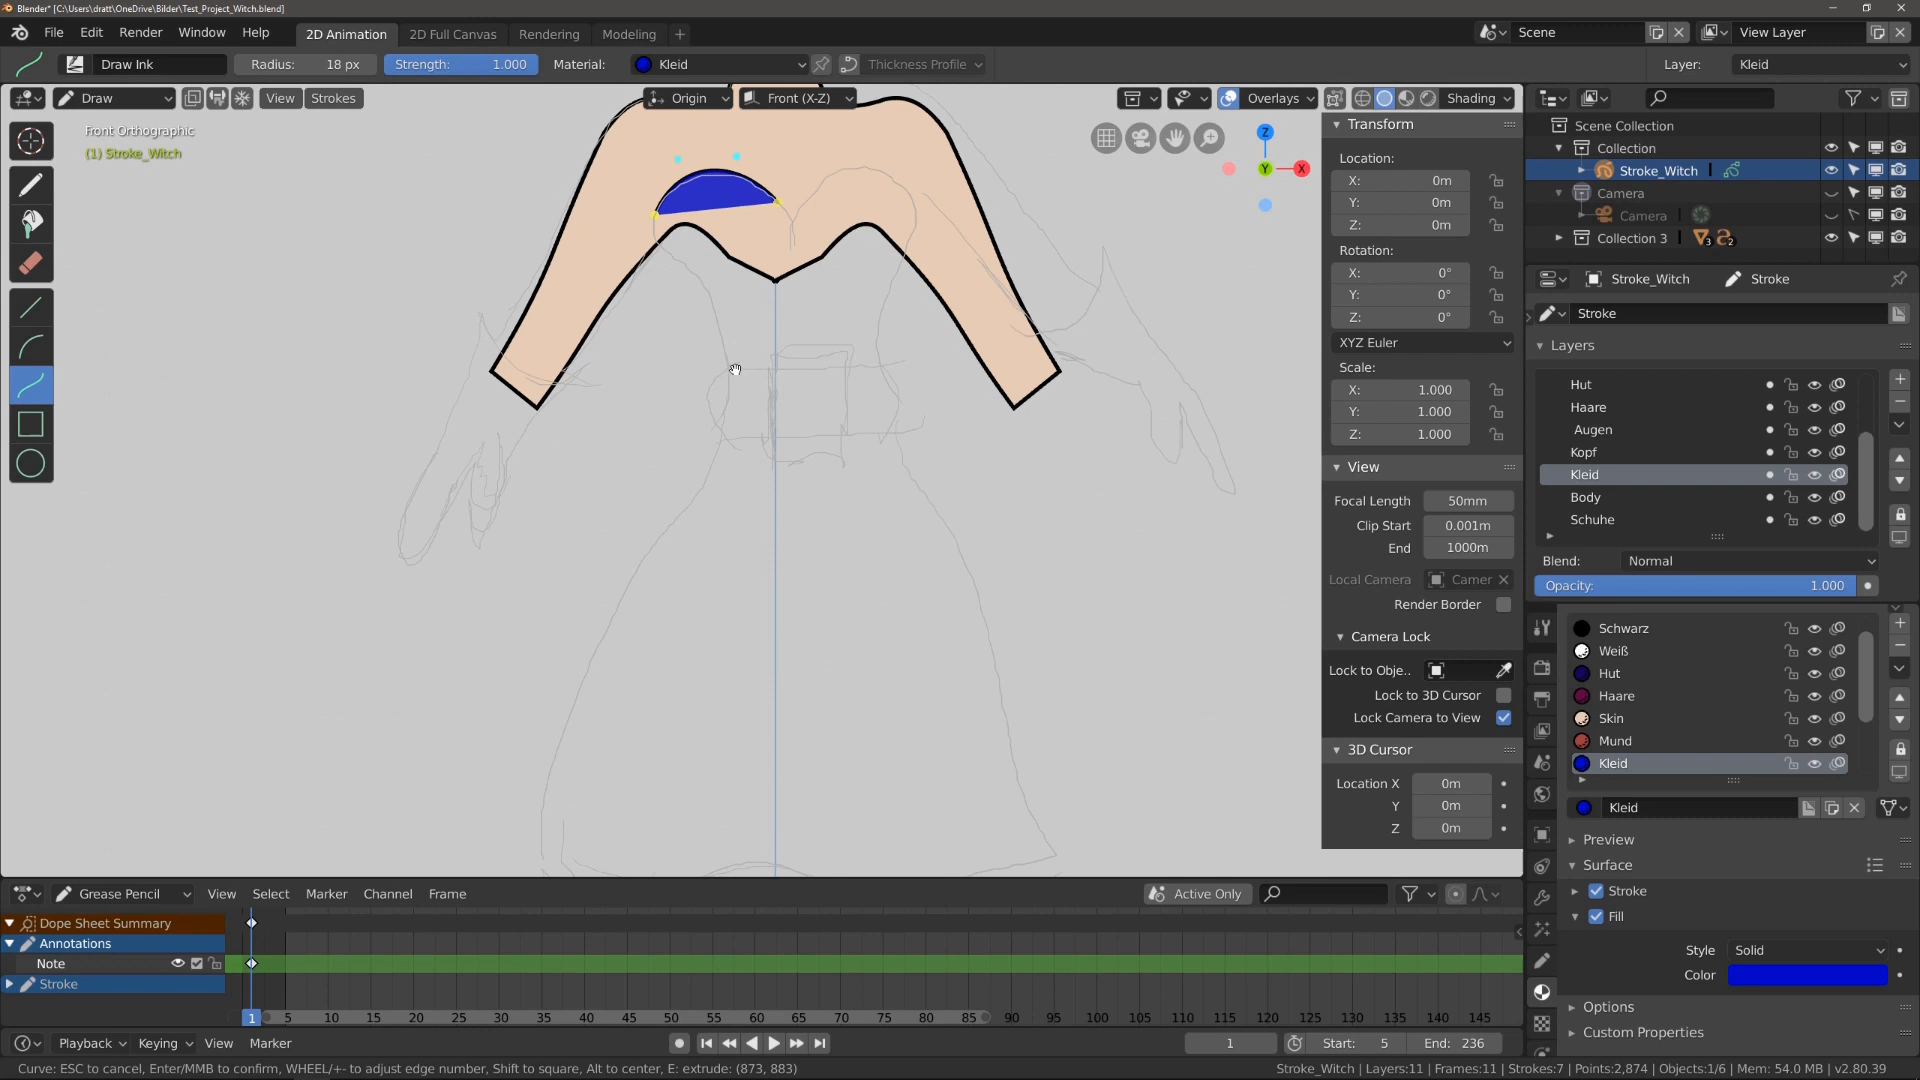 Blender* [C:\Users\dratt\OneDrive\Bilder\Test_Project_Witch.blend]
File Edit Render Window Help 2D Animation 2D Full Canvas Rendering Modeling + Scene View Layer
Draw Ink Radius: 18 px Strength: 1.000 Material: Kleid Thickness Profile Layer: Kleid
Draw View Strokes Origin Front (X-Z) Overlays Shading
Front Orthographic
(1) Stroke_Witch
Z
Y
X
Transform
Location:
X: 0m
Y: 0m
Z: 0m
Rotation:
X: 0°
Y: 0°
Z: 0°
XYZ Euler
Scale:
X: 1.000
Y: 1.000
Z: 1.000
View
Focal Length 50mm
Clip Start 0.001m
End 1000m
Local Camera Camer
Render Border
Camera Lock
Lock to Obje..
Lock to 3D Cursor
Lock Camera to View
3D Cursor
Location X 0m
Y 0m
Z 0m
Scene Collection
Collection
Stroke_Witch
Camera
Camera
Collection 3 3 2
Stroke_Witch Stroke
Stroke
Layers
Hut
Haare
Augen
Kopf
Kleid
Body
Schuhe
Blend: Normal
Opacity: 1.000
Schwarz
Weiß
Hut
Haare
Skin
Mund
Kleid
Kleid
Preview
Surface
Stroke
Fill
Style Solid
Color
Options
Custom Properties
Grease Pencil View Select Marker Channel Frame Active Only
Dope Sheet Summary
Annotations
Note
Stroke
1 5 10 15 20 25 30 35 40 45 50 55 60 65 70 75 80 85 90 95 100 105 110 115 120 125 130 135 140 145
Playback Keying View Marker 1 Start: 5 End: 236
Curve: ESC to cancel, Enter/MMB to confirm, WHEEL/+- to adjust edge number, Shift to square, Alt to center, E: extrude: (873, 883) Stroke_Witch | Layers:11 | Frames:11 | Strokes:7 | Points:2,874 | Objects:1/6 | Mem: 54.0 MB | v2.80.39